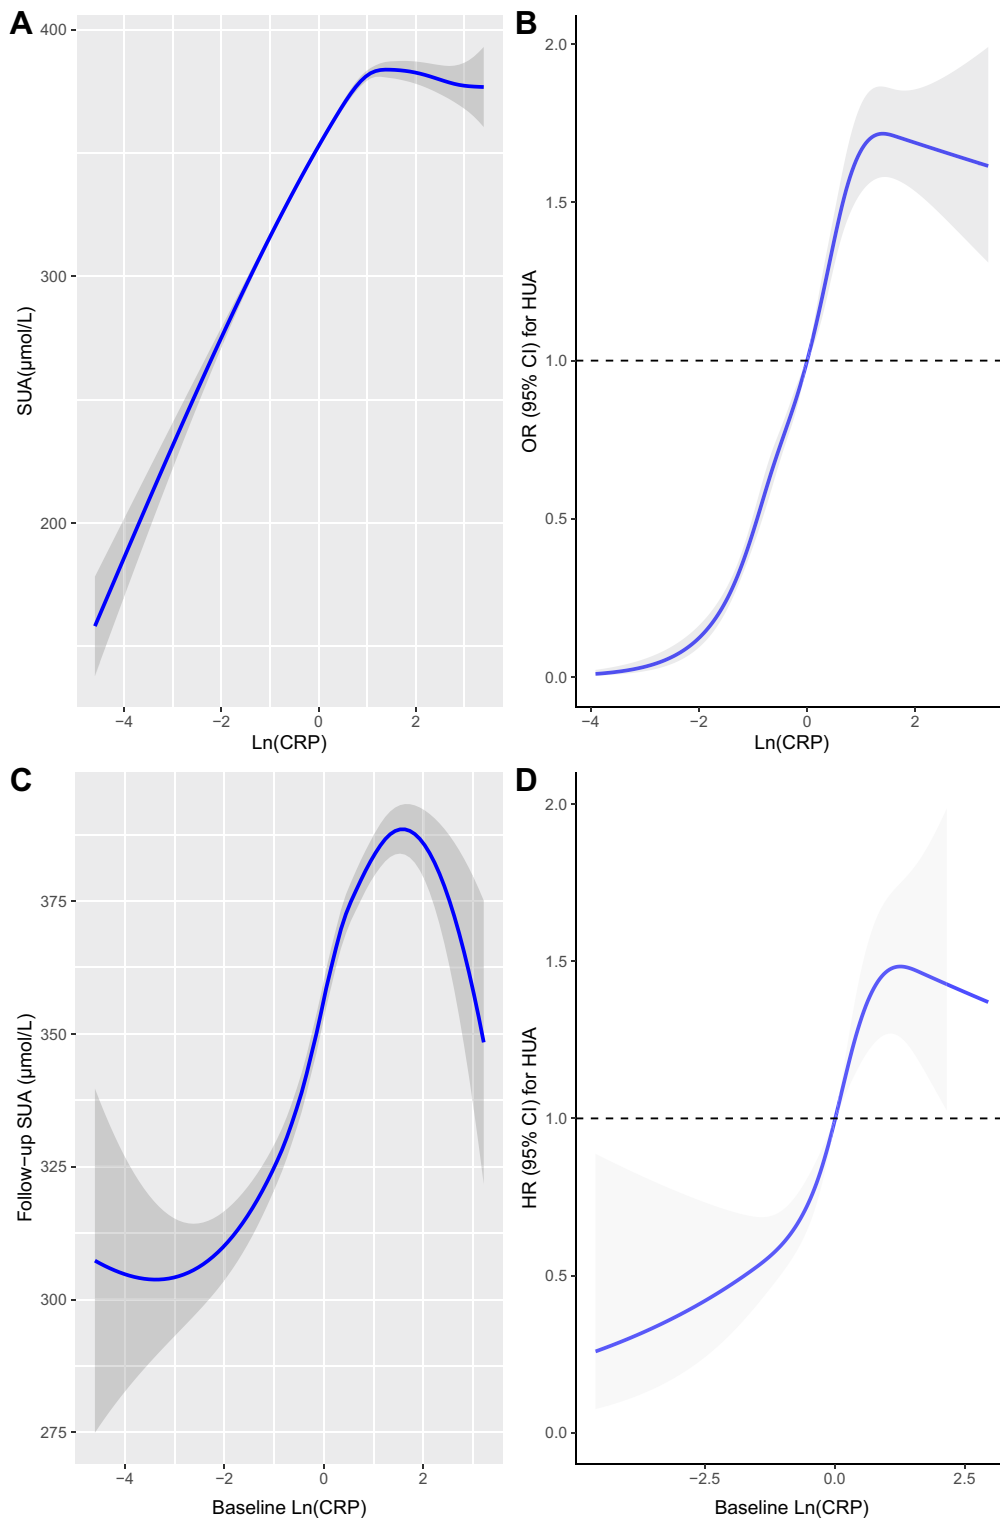 A
400
300
200
SUA(μmol/L)
−4
−2
0
2
Ln(CRP)
B
2.0
1.5
1.0
0.5
0.0
OR (95% CI) for HUA
−4
−2
0
2
Ln(CRP)
C
375
350
325
300
275
Follow−up SUA (μmol/L)
−4
−2
0
2
Baseline Ln(CRP)
D
2.0
1.5
1.0
0.5
0.0
HR (95% CI) for HUA
−2.5
0.0
2.5
Baseline Ln(CRP)